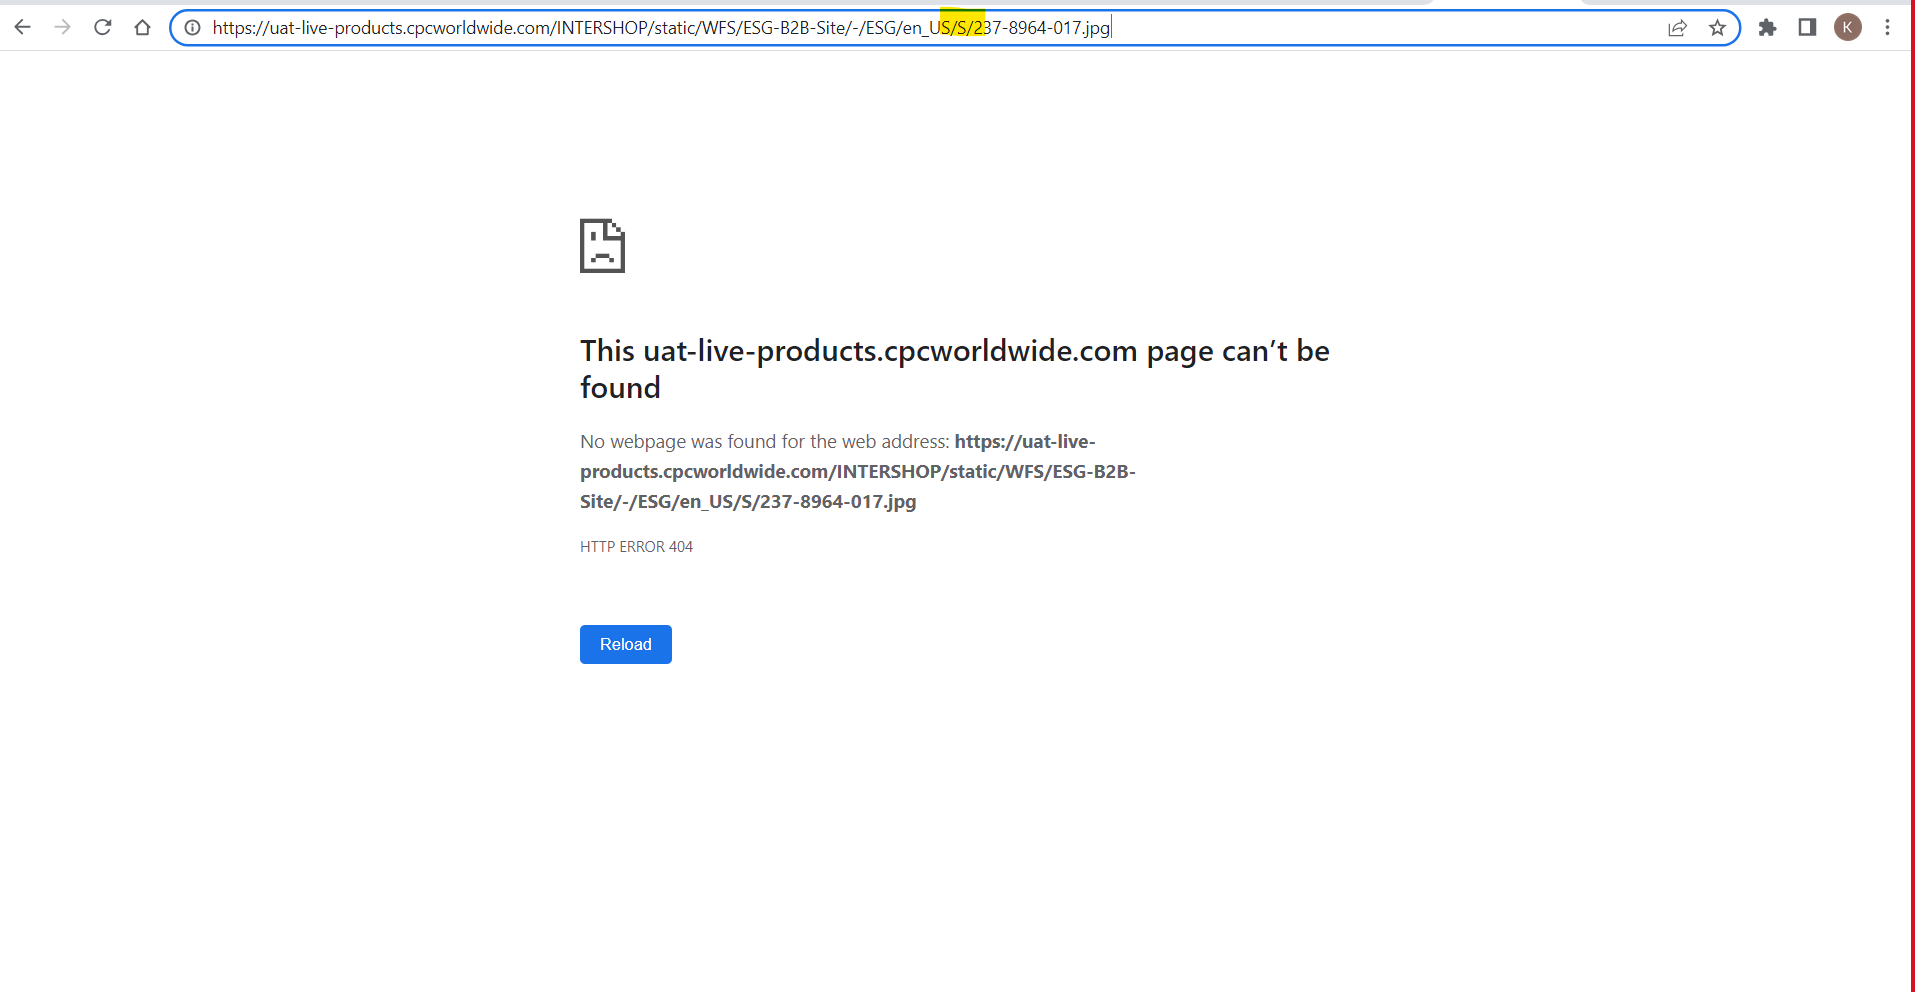 https://uat-live-products.cpcworldwide.com/INTERSHOP/static/WFS/ESG-B2B-Site/-/ESG/en_US/S/237-8964-017.jpg
K
This uat-live-products.cpcworldwide.com page can’t be
found
No webpage was found for the web address: https://uat-live-
products.cpcworldwide.com/INTERSHOP/static/WFS/ESG-B2B-
Site/-/ESG/en_US/S/237-8964-017.jpg
HTTP ERROR 404
Reload